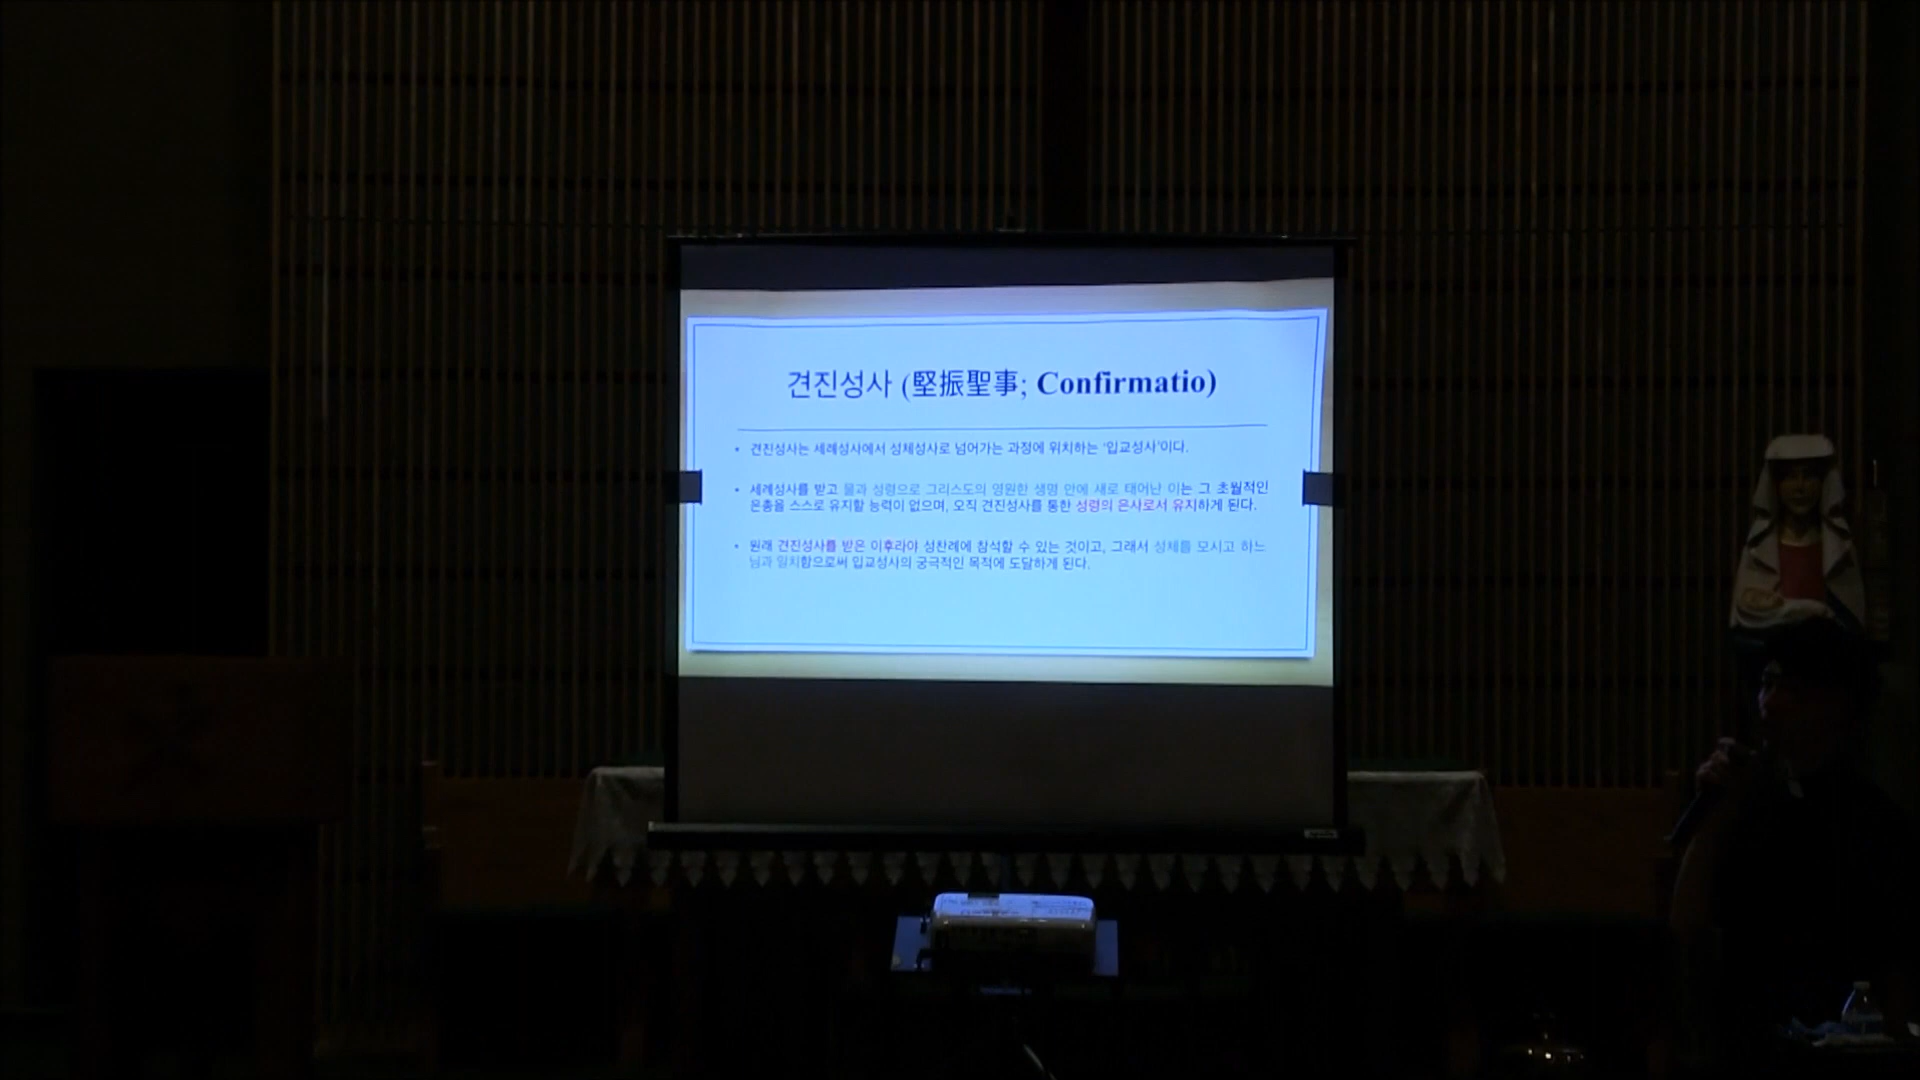 견진성사 (堅振聖事; Confirmatio)
• 견진성사는 세례성사에서 성체성사로 넘어가는 과정에 위치하는 '입교성사'이다.
• 세례성사를 받고 물과 성령으로 그리스도의 영원한 생명 안에 새로 태어난 이는 그 초월적인
은총을 스스로 유지할 능력이 없으며, 오직 견진성사를 통한 성령의 은사로서 유지하게 된다.
• 원래 견진성사를 받은 이후라야 성찬례에 참석할 수 있는 것이고, 그래서 성체를 모시고 하느
님과 일치함으로써 입교성사의 궁극적인 목적에 도달하게 된다.